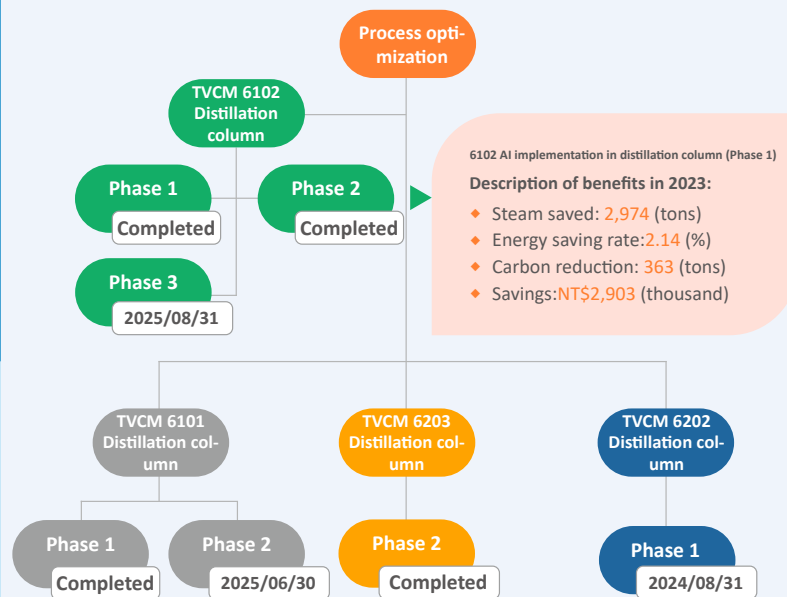 Process opti-
mization
TVCM 6102
Distillation
column
Phase 1
Completed
Phase 2
Completed
Phase 3
2025/08/31
6102 AI implementation in distillation column (Phase 1)
Description of benefits in 2023:
Steam saved: 2,974 (tons)
Energy saving rate:2.14 (%)
Carbon reduction: 363 (tons)
Savings:NT$2,903 (thousand)
TVCM 6101
Distillation col-
umn
Phase 1
Completed
Phase 2
2025/06/30
TVCM 6203
Distillation col-
umn
Phase 2
Completed
TVCM 6202
Distillation col-
umn
Phase 1
2024/08/31